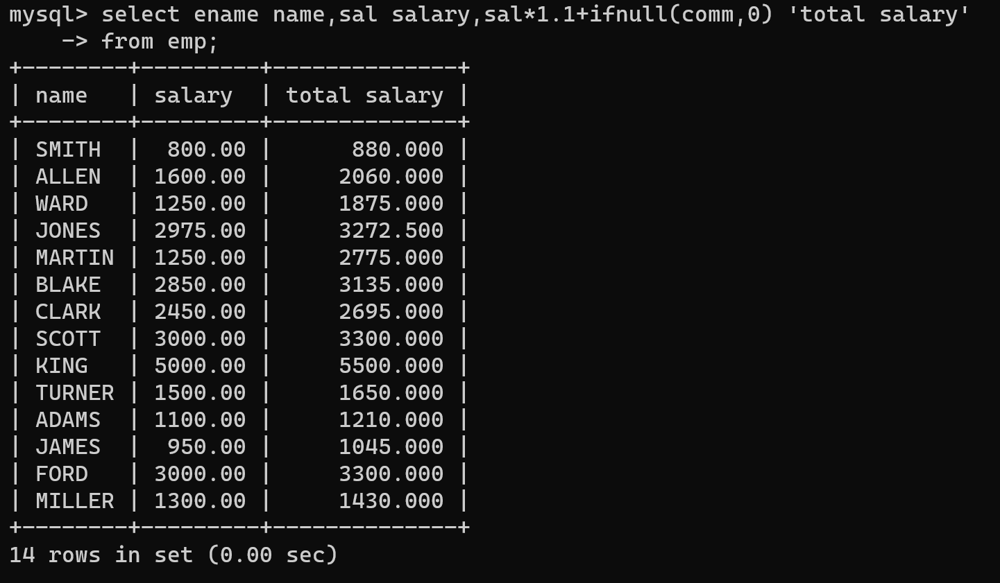 mysql> select ename name,sal salary,sal*1.1+ifnull(comm,0) 'total salary'
    -> from emp;
+--------+---------+--------------+
| name   | salary  | total salary |
+--------+---------+--------------+
| SMITH  |  800.00 |      880.000 |
| ALLEN  | 1600.00 |     2060.000 |
| WARD   | 1250.00 |     1875.000 |
| JONES  | 2975.00 |     3272.500 |
| MARTIN | 1250.00 |     2775.000 |
| BLAKE  | 2850.00 |     3135.000 |
| CLARK  | 2450.00 |     2695.000 |
| SCOTT  | 3000.00 |     3300.000 |
| KING   | 5000.00 |     5500.000 |
| TURNER | 1500.00 |     1650.000 |
| ADAMS  | 1100.00 |     1210.000 |
| JAMES  |  950.00 |     1045.000 |
| FORD   | 3000.00 |     3300.000 |
| MILLER | 1300.00 |     1430.000 |
+--------+---------+--------------+
14 rows in set (0.00 sec)